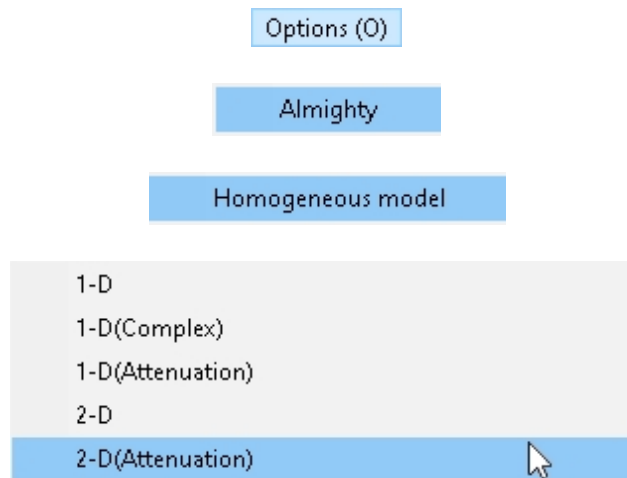 Options (O)
Almighty
Homogeneous model
1-D
1-D(Complex)
1-D(Attenuation)
2-D
2-D(Attenuation)